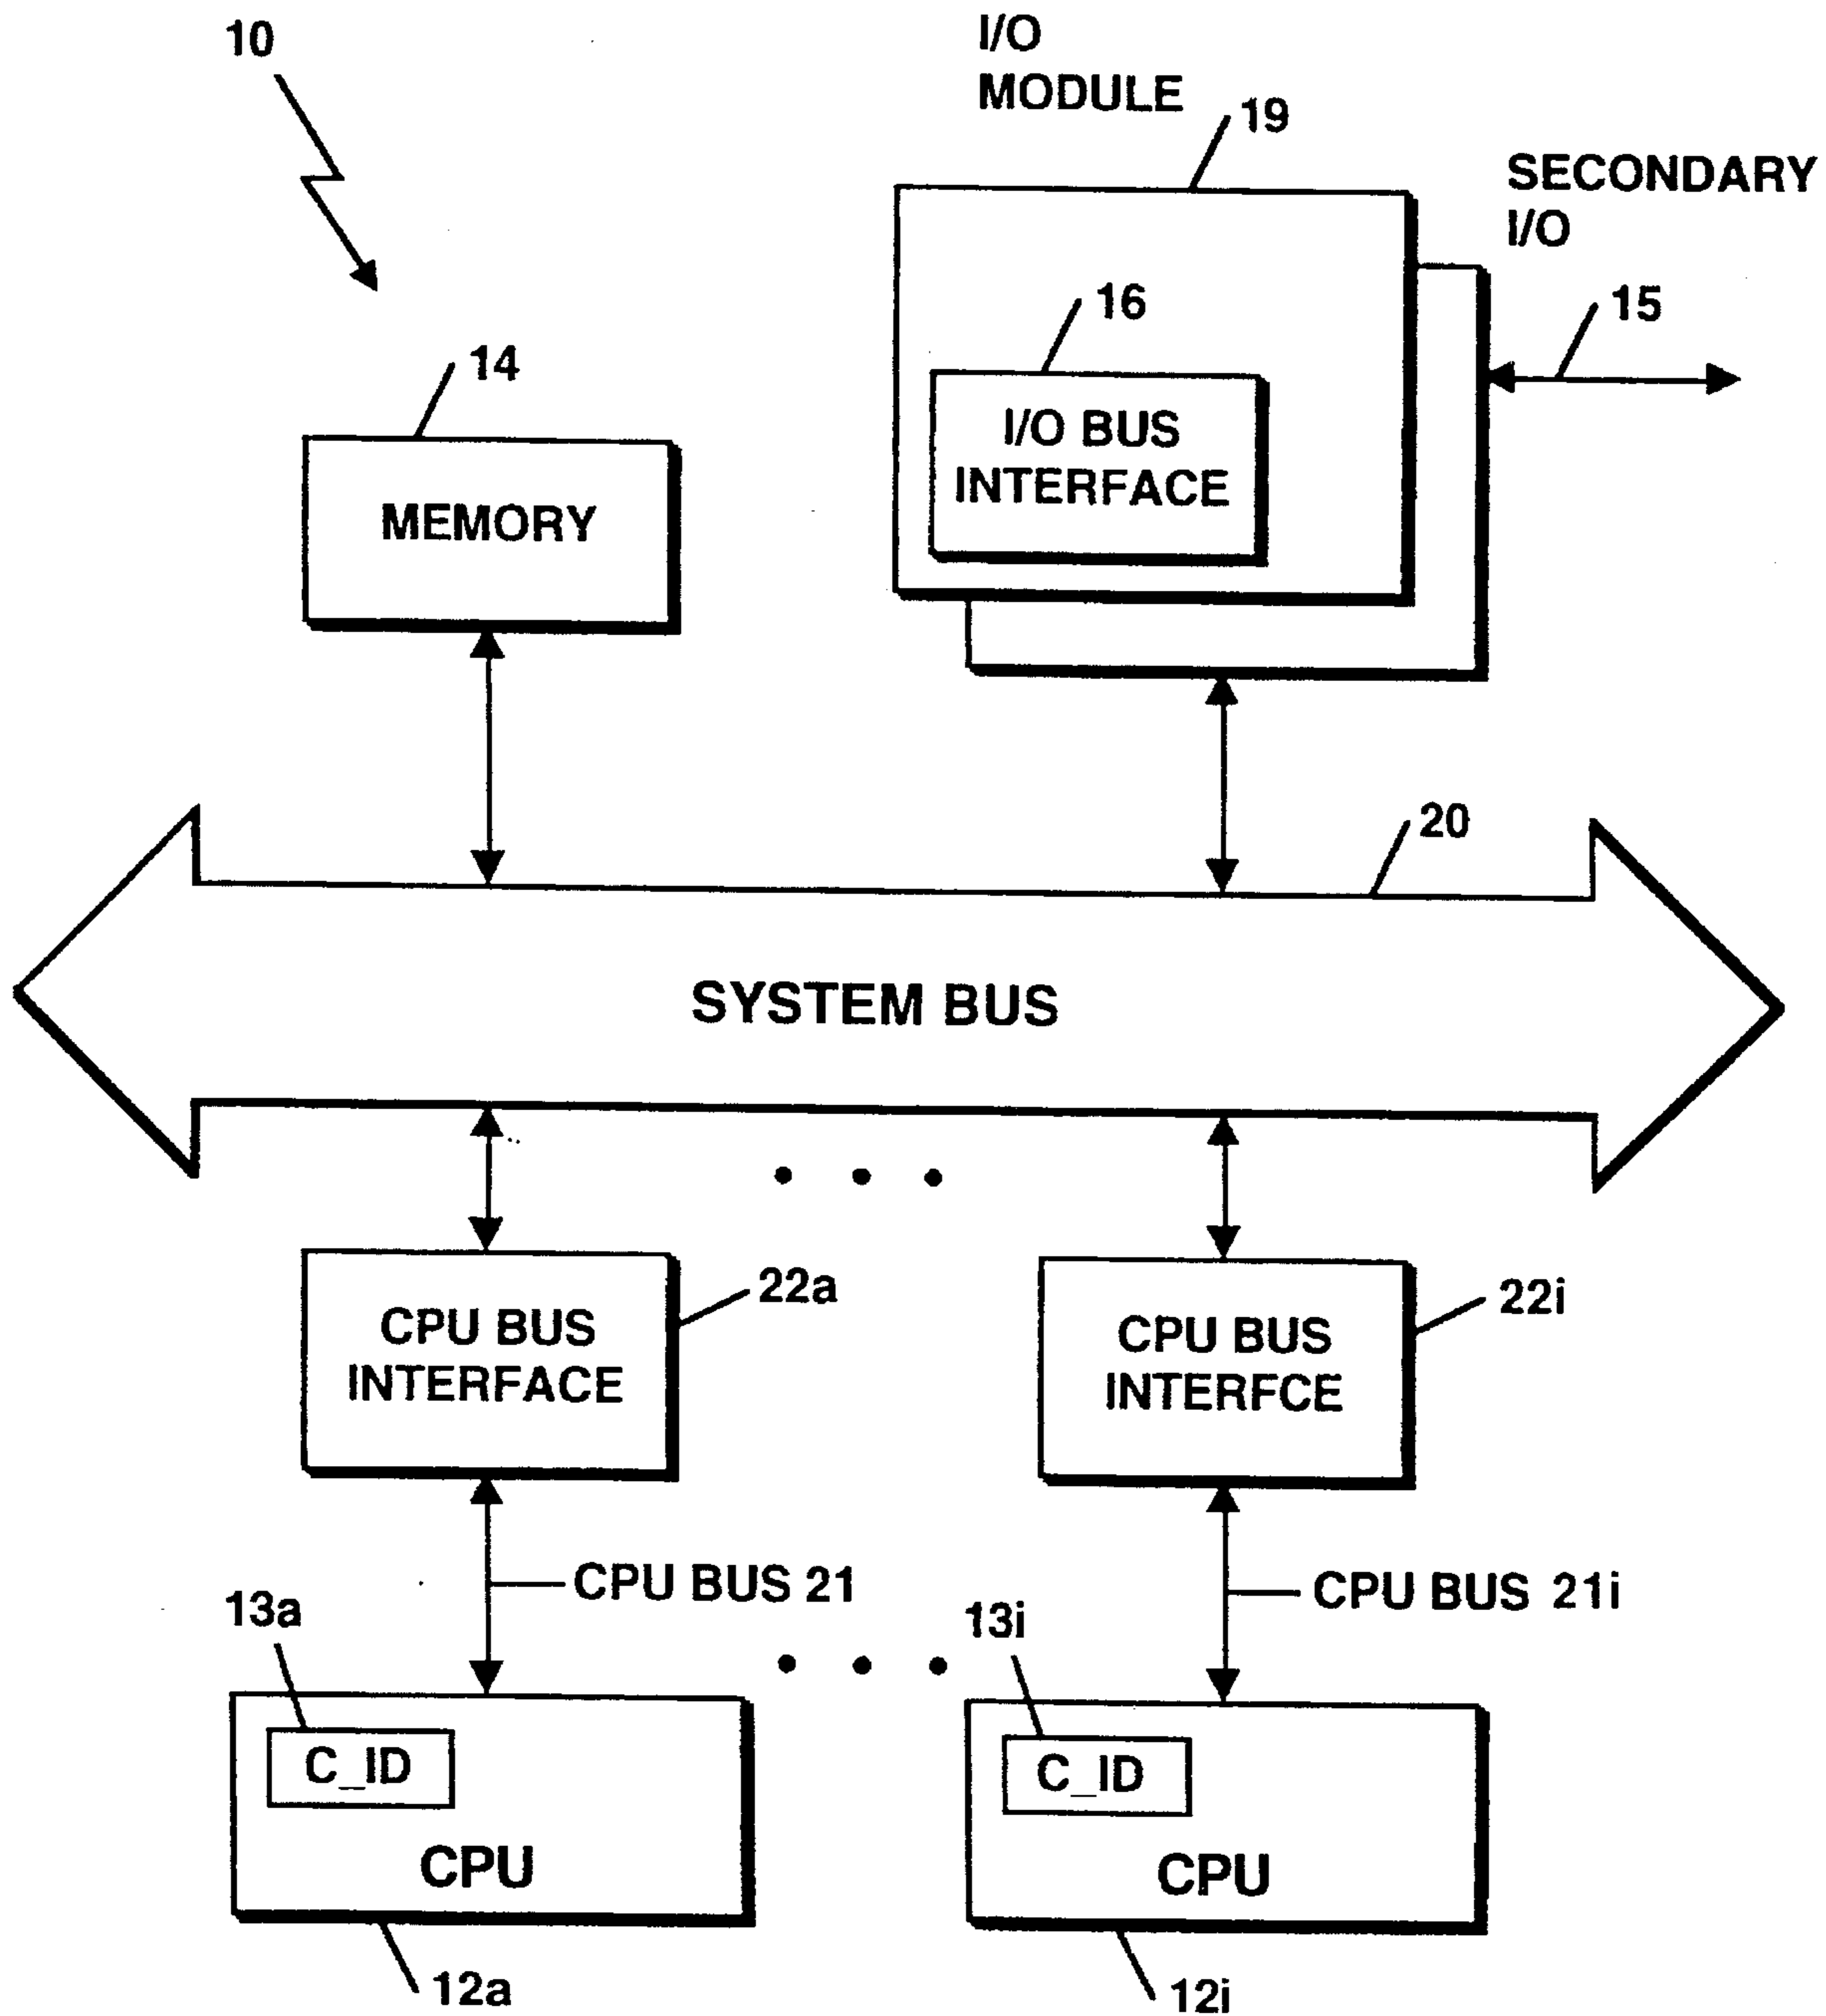 10
I/O
MODULE
19
SECONDARY
I/O
15
16
I/O BUS
INTERFACE
14
MEMORY
20
SYSTEM BUS
22a
CPU BUS
INTERFACE
22i
CPU BUS
INTERFCE
CPU BUS 21
CPU BUS 21i
13a
C_ID
CPU
12a
13i
C_ID
CPU
12i